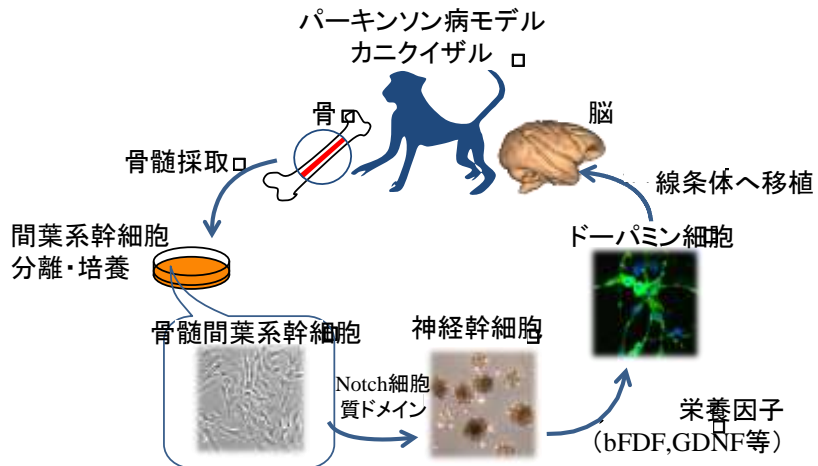 パーキンソン病モデル
カニクイザル
骨
脳
骨髄採取
線条体へ移植
間葉系幹細胞
分離・培養
ドーパミン細胞
骨髄間葉系幹細胞
神経幹細胞
Notch細胞
質ドメイン
栄養因子
（bFDF,GDNF等）